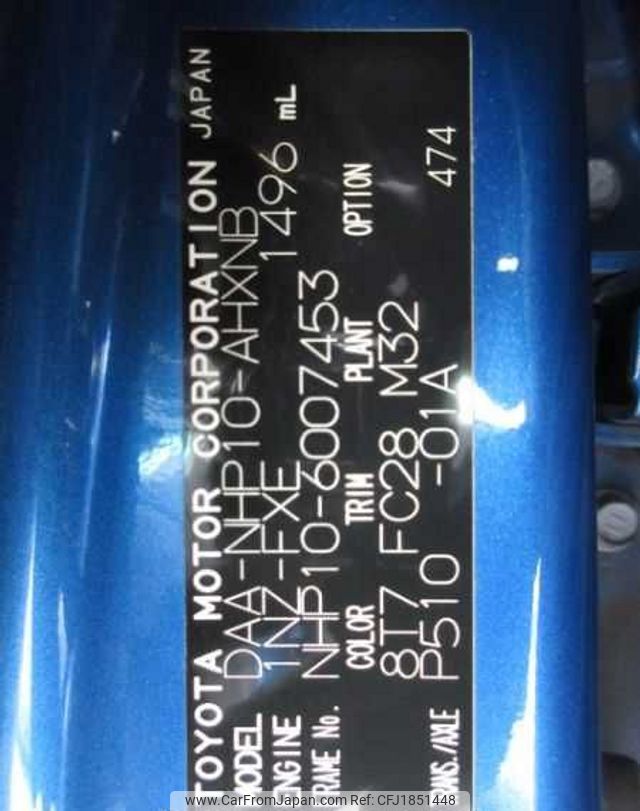 TOYOTA MOTOR CORPORATION JAPAN
MODEL DAA-NHP10-AHXNB
ENGINE 1NZ-FXE 1496 mL
FRAME No. NHP10-6007453
COLOR TRIM PLANT OPTION
8T7 FC28 M32
TRANS./AXLE P510 -01A 474
www.CarFromJapan.com CFJ1851448